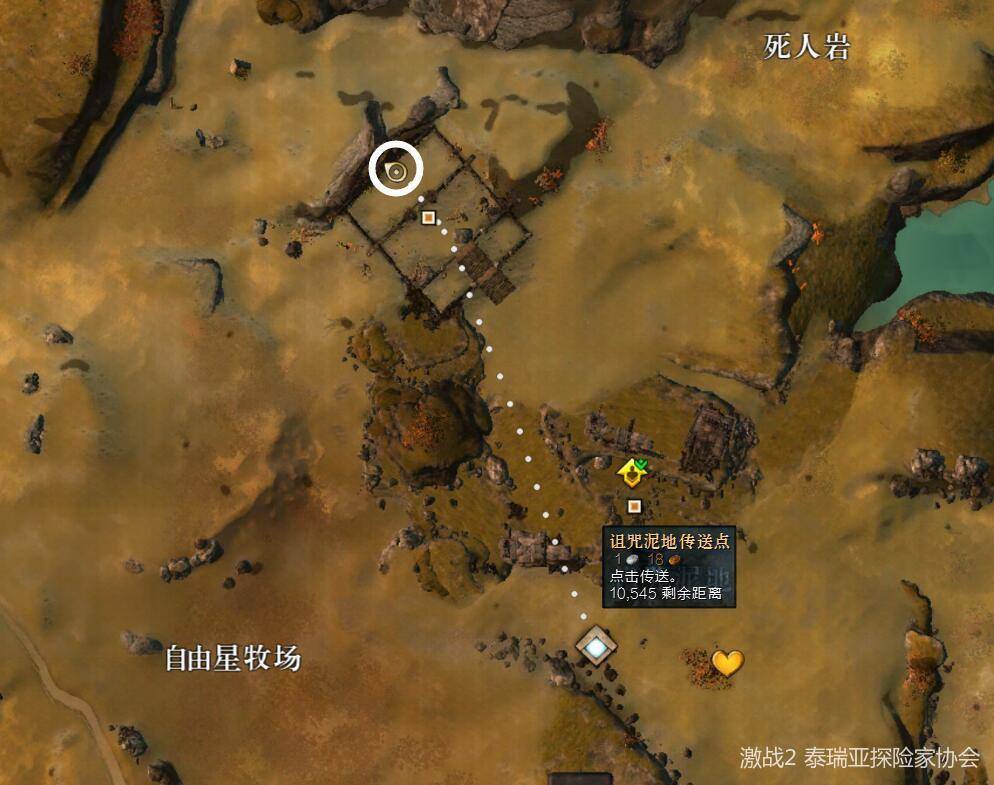 死人岩
诅咒泥地传送点
1 18
点击传送。
10,545 剩余距离
自由星牧场
激战2 泰瑞亚探险家协会